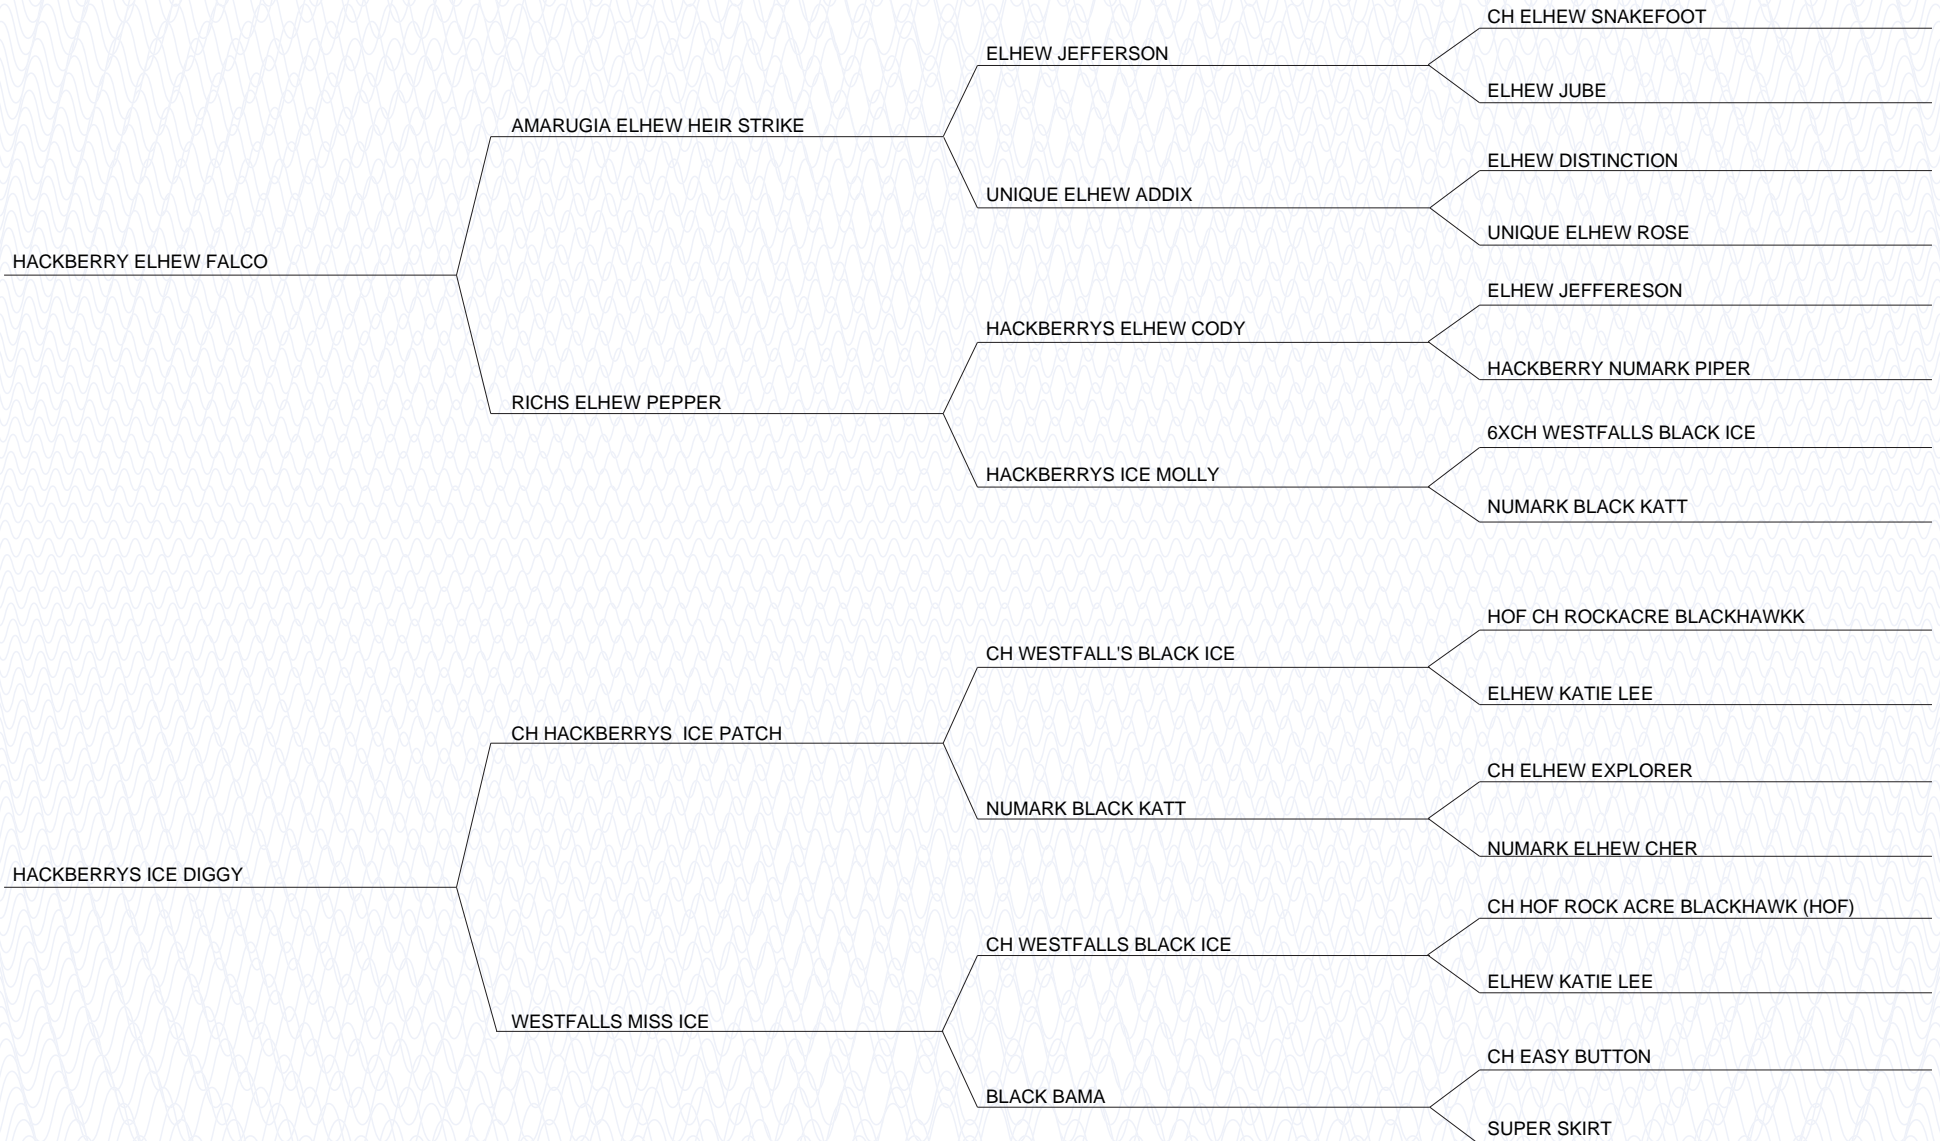 CH ELHEW SNAKEFOOT
ELHEW JEFFERSON
ELHEW JUBE
AMARUGIA ELHEW HEIR STRIKE
ELHEW DISTINCTION
UNIQUE ELHEW ADDIX
UNIQUE ELHEW ROSE
HACKBERRY ELHEW FALCO
ELHEW JEFFERESON
HACKBERRYS ELHEW CODY
HACKBERRY NUMARK PIPER
RICHS ELHEW PEPPER
6XCH WESTFALLS BLACK ICE
HACKBERRYS ICE MOLLY
NUMARK BLACK KATT
HOF CH ROCKACRE BLACKHAWKK
CH WESTFALL'S BLACK ICE
ELHEW KATIE LEE
CH HACKBERRYS  ICE PATCH
CH ELHEW EXPLORER
NUMARK BLACK KATT
NUMARK ELHEW CHER
HACKBERRYS ICE DIGGY
CH HOF ROCK ACRE BLACKHAWK (HOF)
CH WESTFALLS BLACK ICE
ELHEW KATIE LEE
WESTFALLS MISS ICE
CH EASY BUTTON
BLACK BAMA
SUPER SKIRT